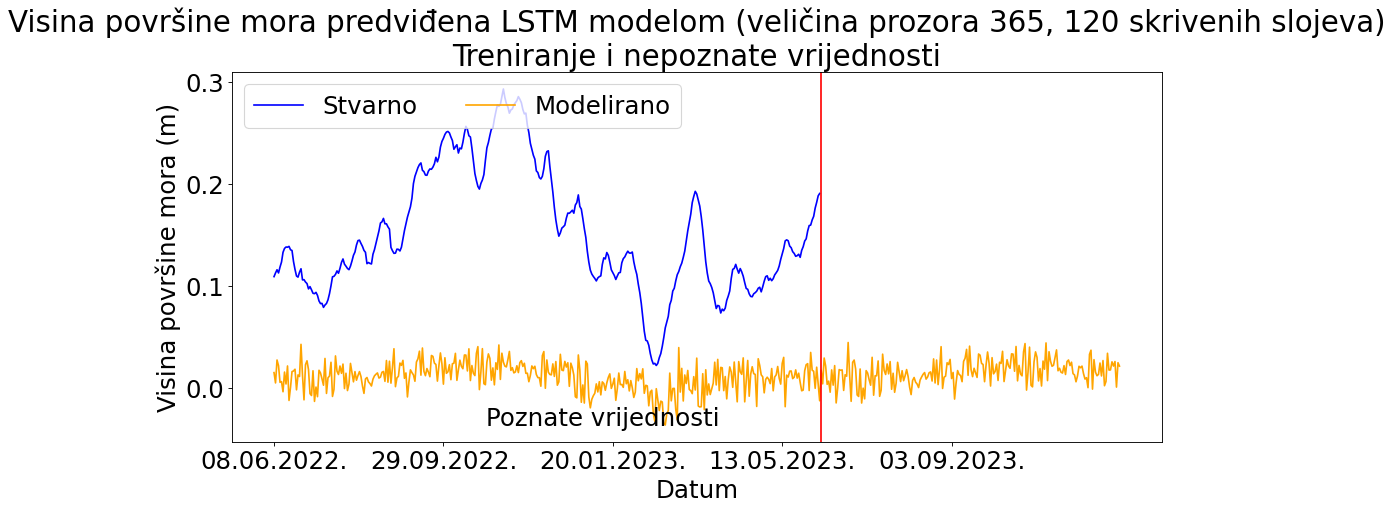 Visina površine mora predviđena LSTM modelom (veličina prozora 365, 120 skrivenih slojeva)
Treniranje i nepoznate vrijednosti
Stvarno
Modelirano
Visina površine mora (m)
0.3
0.2
0.1
0.0
Poznate vrijednosti
08.06.2022.
29.09.2022.
20.01.2023.
13.05.2023.
03.09.2023.
Datum